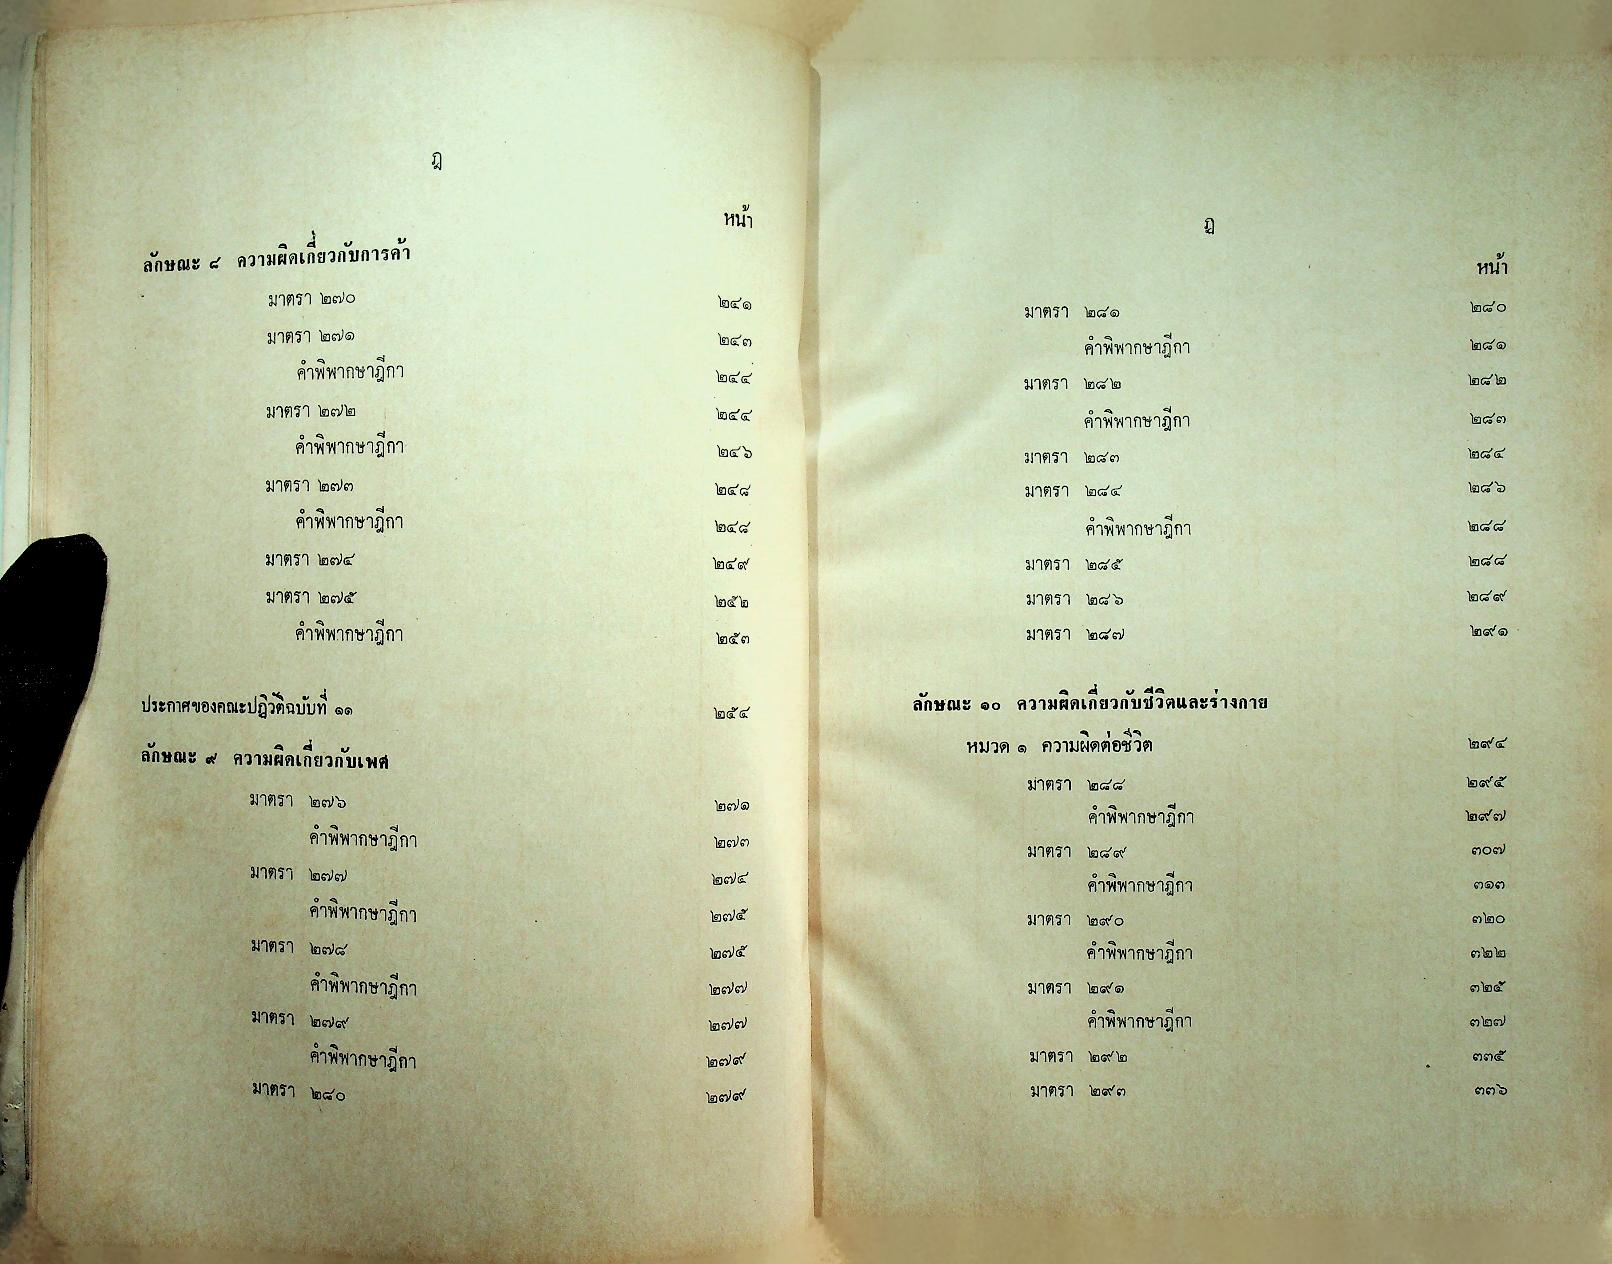 ฎ
หน้า
ลักษณะ ๘ ความผิดเกี่ยวกับการค้า
มาตรา ๒๗๐ ๒๔๑
มาตรา ๒๗๑ ๒๔๓
คำพิพากษาฎีกา ๒๔๔
มาตรา ๒๗๒ ๒๔๔
คำพิพากษาฎีกา ๒๔๖
มาตรา ๒๗๓ ๒๔๘
คำพิพากษาฎีกา ๒๔๘
มาตรา ๒๗๔ ๒๔๙
มาตรา ๒๗๕ ๒๕๒
คำพิพากษาฎีกา ๒๕๓
ประกาศของคณะปฏิวัติฉบับที่ ๑๑ ๒๕๔
ลักษณะ ๙ ความผิดเกี่ยวกับเพศ
มาตรา ๒๗๖ ๒๗๑
คำพิพากษาฎีกา ๒๗๓
มาตรา ๒๗๗ ๒๗๔
คำพิพากษาฎีกา ๒๗๕
มาตรา ๒๗๘ ๒๗๕
คำพิพากษาฎีกา ๒๗๗
มาตรา ๒๗๙ ๒๗๗
คำพิพากษาฎีกา ๒๗๙
มาตรา ๒๘๐ ๒๗๙
ฏ
หน้า
มาตรา ๒๘๑ ๒๘๐
คำพิพากษาฎีกา ๒๘๑
มาตรา ๒๘๒ ๒๘๒
คำพิพากษาฎีกา ๒๘๓
มาตรา ๒๘๓ ๒๘๔
มาตรา ๒๘๔ ๒๘๖
คำพิพากษาฎีกา ๒๘๘
มาตรา ๒๘๕ ๒๘๘
มาตรา ๒๘๖ ๒๘๙
มาตรา ๒๘๗ ๒๙๑
ลักษณะ ๑๐ ความผิดเกี่ยวกับชีวิตและร่างกาย
หมวด ๑ ความผิดต่อชีวิต ๒๙๔
มาตรา ๒๘๘ ๒๙๕
คำพิพากษาฎีกา ๒๙๗
มาตรา ๒๘๙ ๓๐๗
คำพิพากษาฎีกา ๓๑๓
มาตรา ๒๙๐ ๓๒๐
คำพิพากษาฎีกา ๓๒๒
มาตรา ๒๙๑ ๓๒๕
คำพิพากษาฎีกา ๓๒๗
มาตรา ๒๙๒ ๓๓๕
มาตรา ๒๙๓ ๓๓๖